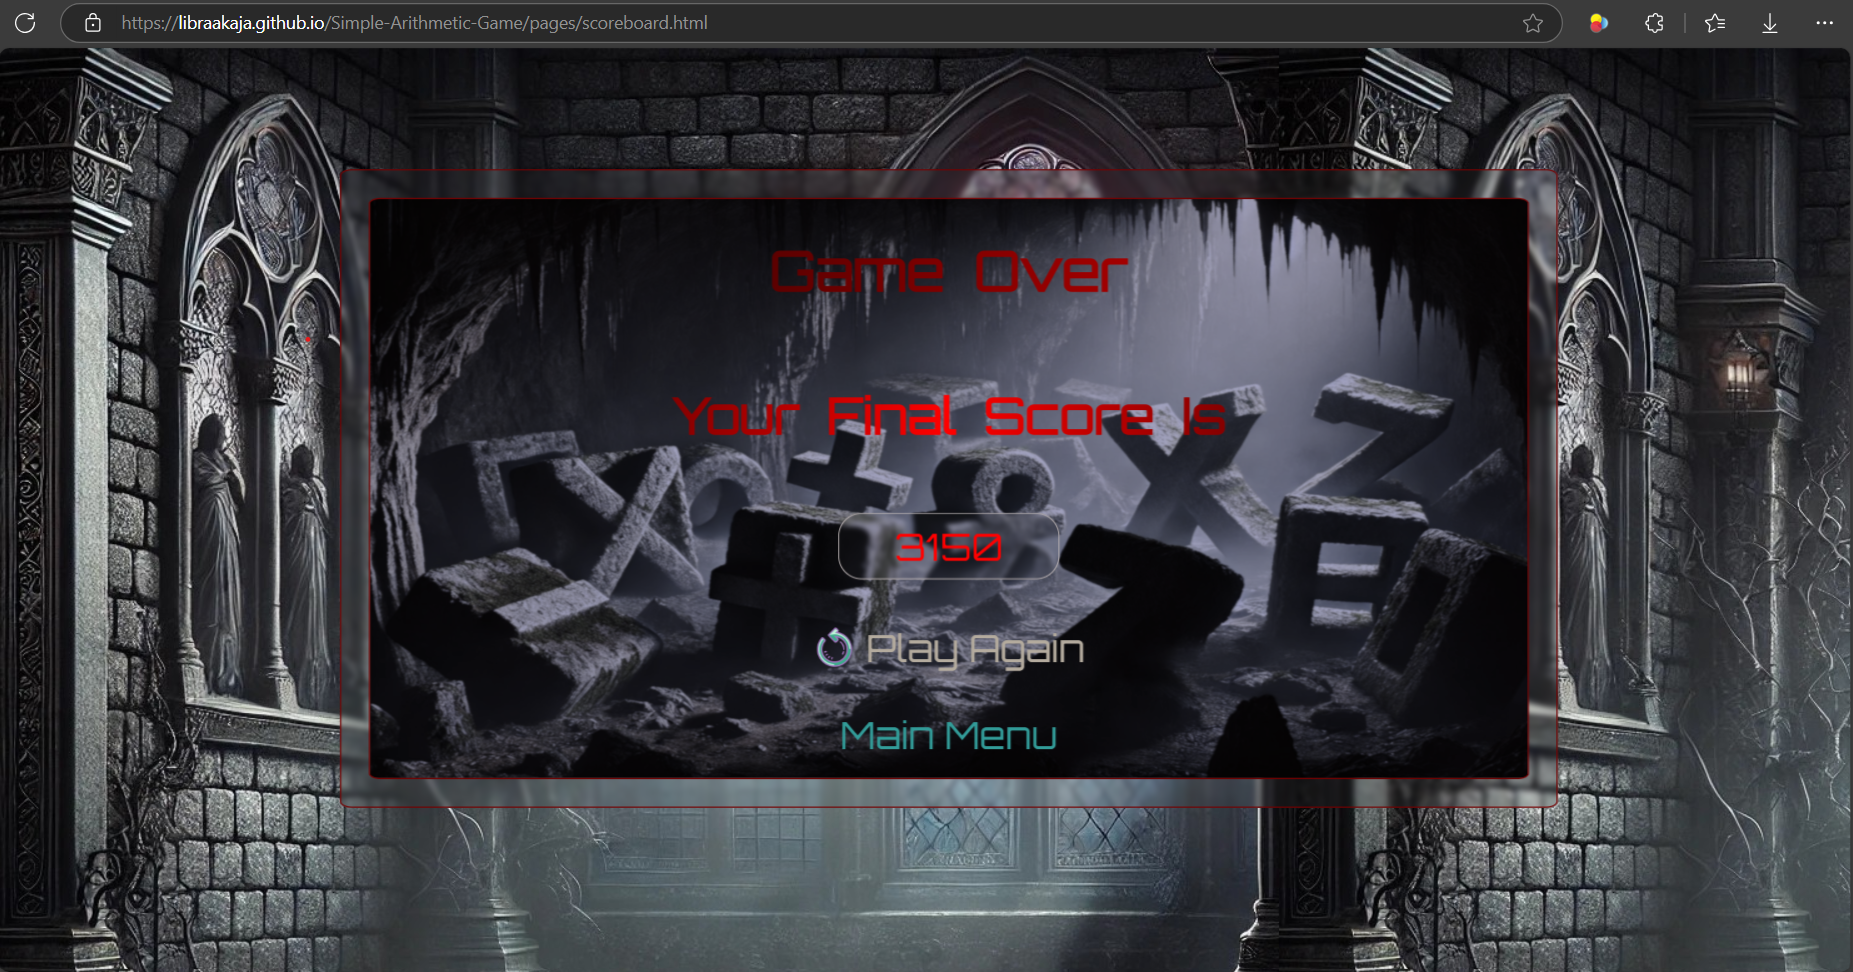 https://libraakaja.github.io/Simple-Arithmetic-Game/pages/scoreboard.html
Game Over
Your Final Score Is
3150
Play Again
Main Menu